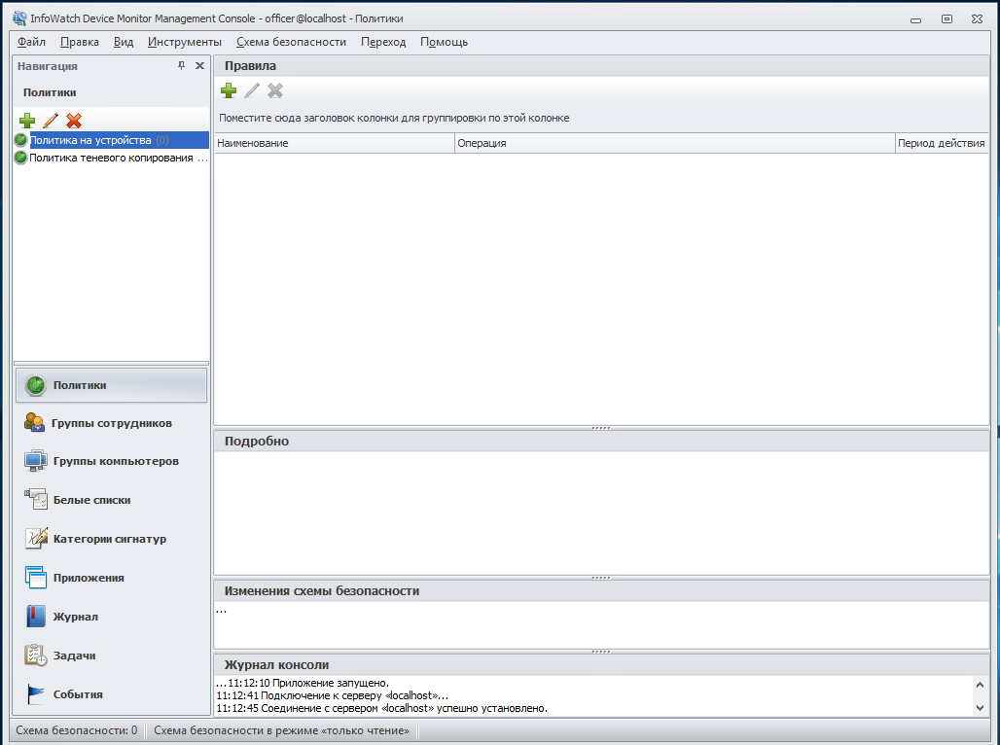 InfoWatch Device Monitor Management Console - officer@localhost - Политики
Файл Правка Вид Инструменты Схема безопасности Переход Помощь
Навигация
Политики
Политика на устройства (0)
Политика теневого копирования ...
Политики
Группы сотрудников
Группы компьютеров
Белые списки
Категории сигнатур
Приложения
Журнал
Задачи
События
Правила
Поместите сюда заголовок колонки для группировки по этой колонке
Наименование Операция Период действия
Подробно
Изменения схемы безопасности
...
Журнал консоли
...11:12:10 Приложение запущено.
11:12:41 Подключение к серверу «localhost»...
11:12:45 Соединение с сервером «localhost» успешно установлено.
Схема безопасности: 0 Схема безопасности в режиме «только чтение»